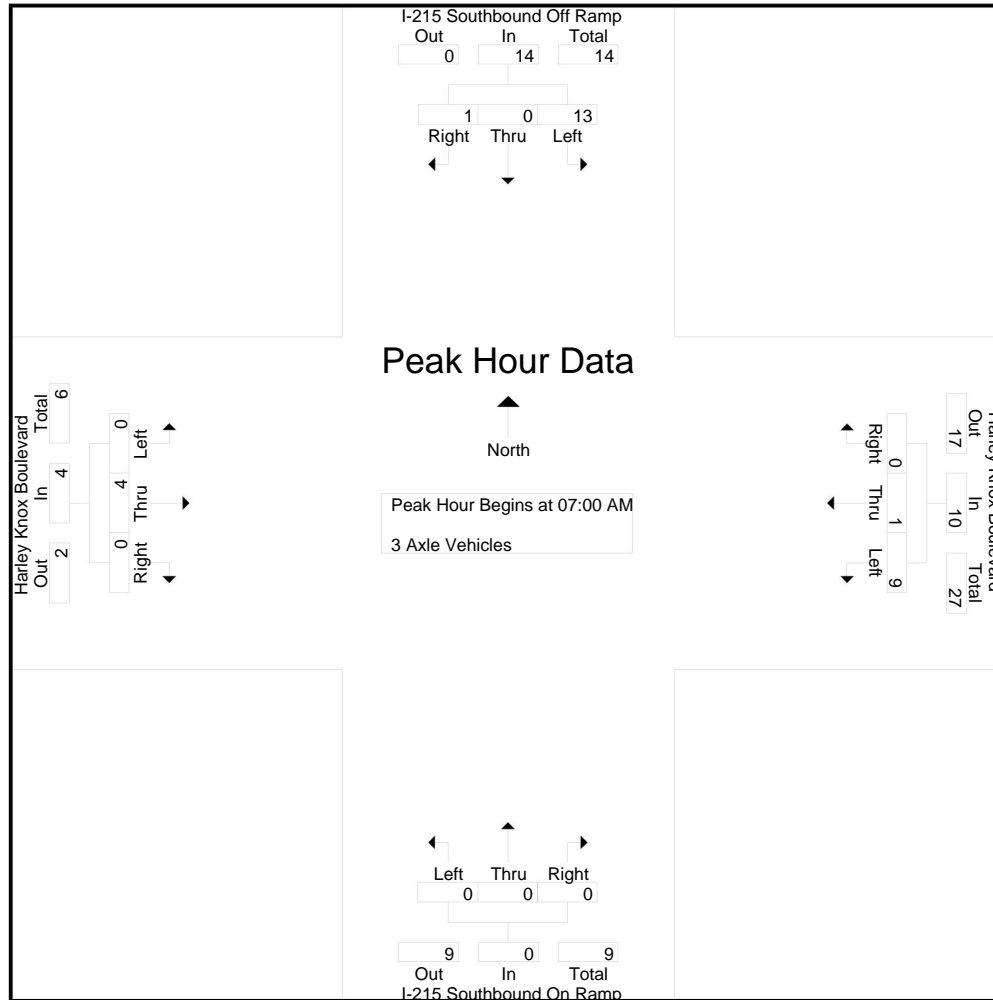 I-215 Southbound Off Ramp
Out In Total
0 14 14
1 0 13
Right Thru Left
Peak Hour Data
North
Peak Hour Begins at 07:00 AM
3 Axle Vehicles
Harley Knox Boulevard
Out In Total
2 4 6
0 4 0
Right Thru Left
Harley Knox Boulevard
Out In Total
17 10 27
0 1 9
Right Thru Left
Left Thru Right
0 0 0
9 0 9
Out In Total
I-215 Southbound On Ramp